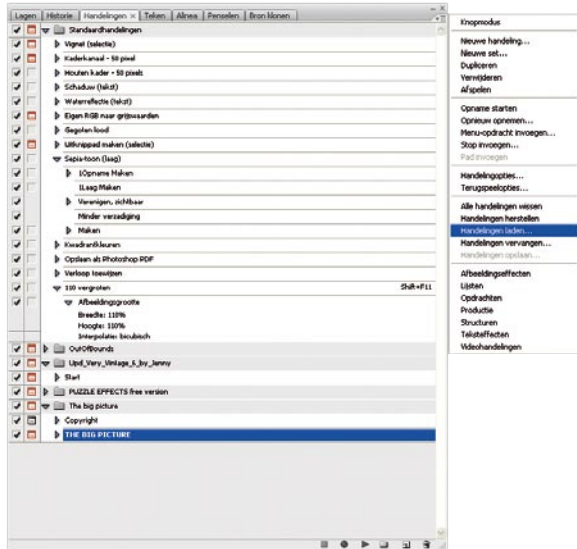 Lagen Historie Handelingen x Teken Alinea Penselen Bron klonen
Standaardhandelingen
Vignet (selectie)
Kaderkanaal - 50 pixel
Houten kader - 50 pixels
Schaduw (tekst)
Waterreflectie (tekst)
Eigen RGB naar grijswaarden
Gegoten lood
Uitknippad maken (selectie)
Sepia-toon (laag)
1Opname Maken
1Laag Maken
Verenigen, zichtbaar
Minder verzadiging
Maken
Kwadrantkleuren
Opslaan als Photoshop PDF
Verloop toewijzen
110 vergroten Shift+F11
Afbeeldingsgrootte
Breedte: 110%
Hoogte: 110%
Interpolatie: bicubisch
OutOfBounds
Upd_Very_Vintage_6_by_Jenny
Start
PUZZLE EFFECTS free version
The big picture
Copyright
THE BIG PICTURE
Knopmodus
Nieuwe handeling...
Nieuwe set...
Dupliceren
Verwijderen
Afspelen
Opname starten
Opnieuw opnemen...
Menu-opdracht invoegen...
Stop invoegen...
Pad invoegen
Handelingopties...
Terugspeelopties...
Alle handelingen wissen
Handelingen herstellen
Handelingen laden...
Handelingen vervangen...
Handelingen opslaan...
Afbeeldingseffecten
Lijsten
Opdrachten
Productie
Structuren
Teksteffecten
Videohandelingen